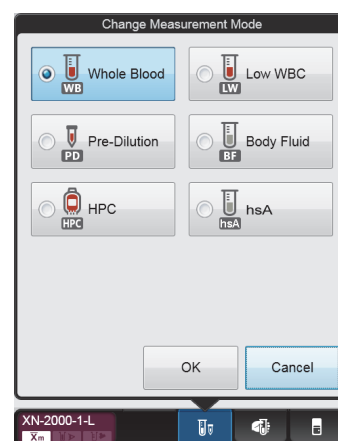 Change Measurement Mode
Whole Blood
WB
Low WBC
LW
Pre-Dilution
PD
Body Fluid
BF
HPC
HPC
hsA
hsA
OK
Cancel
XN-2000-1-L
Xm